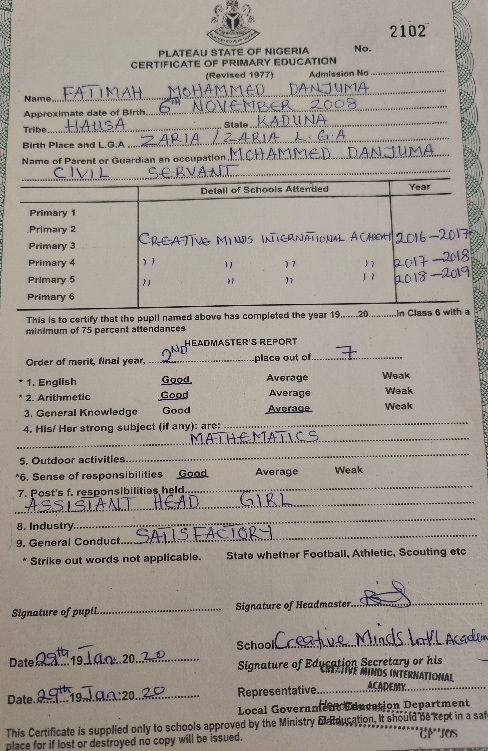 No. 2102
PLATEAU STATE OF NIGERIA
CERTIFICATE OF PRIMARY EDUCATION
(Revised 1977) Admission No
Name FATIMAH MOHAMMED DANJUMA
Approximate date of Birth 6TH NOVEMBER 2008
Tribe HAUSA State KADUNA
Birth Place and L.G.A ZARIA / ZARIA L.G.A
Name of Parent or Guardian an occupation MOHAMMED DANJUMA
CIVIL SERVANT
Detail of Schools Attended Year
Primary 1
Primary 2
Primary 3 CREATIVE MINDS INTERNATIONAL ACADEMY 2016-2017
Primary 4 ,, ,, ,, ,, 2017-2018
Primary 5 ,, ,, ,, ,, 2018-2019
Primary 6
This is to certify that the pupil named above has completed the year 19......20............in Class 6 with a
minimum of 75 percent attendances
HEADMASTER'S REPORT
Order of merit, final year, 2ND place out of 7
* 1. English Good Average Weak
* 2. Arithmetic Good Average Weak
3. General Knowledge Good Average Weak
4. His/ Her strong subject (if any): are:
MATHEMATICS
5. Outdoor activities
*6. Sense of responsibilities Good Average Weak
7. Post's f. responsibilities held
ASSISTANT HEAD GIRL
8. Industry
9. General Conduct SATISFACTORY
* Strike out words not applicable. State whether Football, Athletic, Scouting etc
Signature of pupil Signature of Headmaster
School Creative Minds Int'l Academ
Date 29th 19 Jan. 20 20 Signature of Education Secretary or his
CREATIVE MINDS INTERNATIONAL
ACADEMY
Date 29th 19 Jan. 20 20 Representative
Local Government Education Department
This Certificate is supplied only to schools approved by the Ministry of Education, It should be kept in a safe
place for if lost or destroyed no copy will be issued. JOS